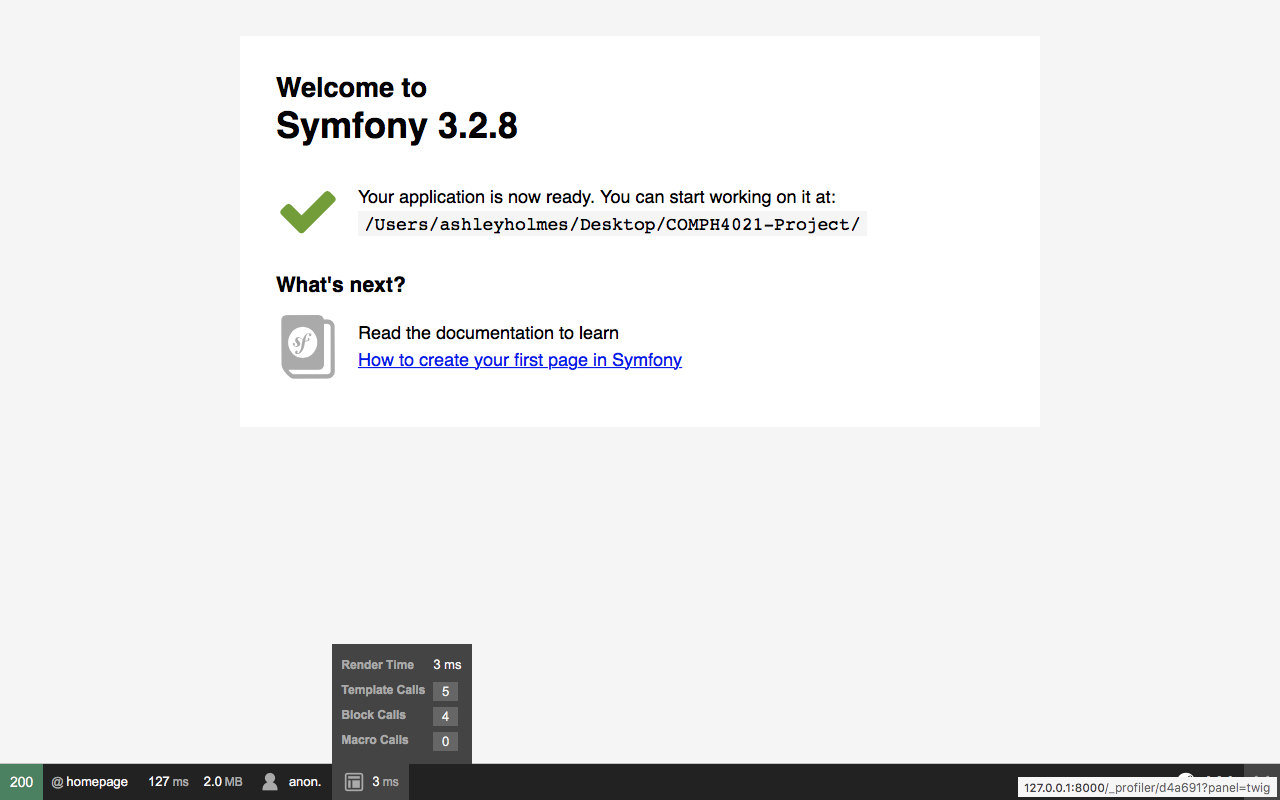 Welcome to
Symfony 3.2.8
Your application is now ready. You can start working on it at:
/Users/ashleyholmes/Desktop/COMPH4021-Project/
What's next?
sf
Read the documentation to learn
How to create your first page in Symfony
Render Time 3 ms
Template Calls 5
Block Calls 4
Macro Calls 0
200 @ homepage 127 ms 2.0 MB anon. 3 ms
127.0.0.1:8000/_profiler/d4a691?panel=twig